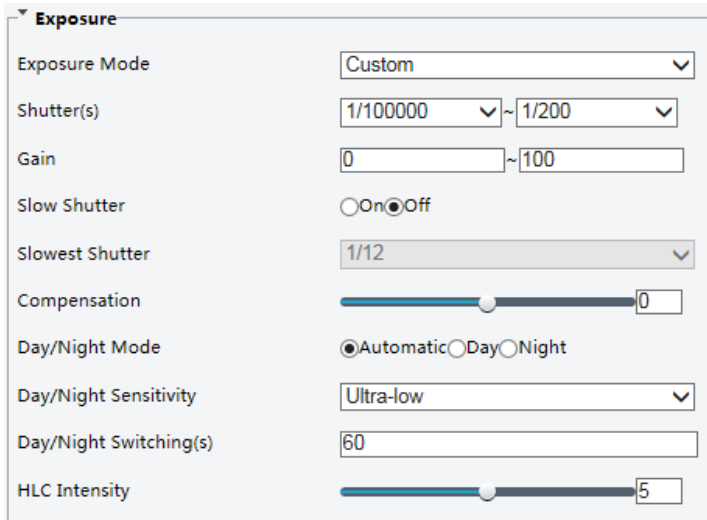 Exposure
Exposure Mode Custom
Shutter(s) 1/100000 ~ 1/200
Gain 0 ~ 100
Slow Shutter On Off
Slowest Shutter 1/12
Compensation 0
Day/Night Mode Automatic Day Night
Day/Night Sensitivity Ultra-low
Day/Night Switching(s) 60
HLC Intensity 5